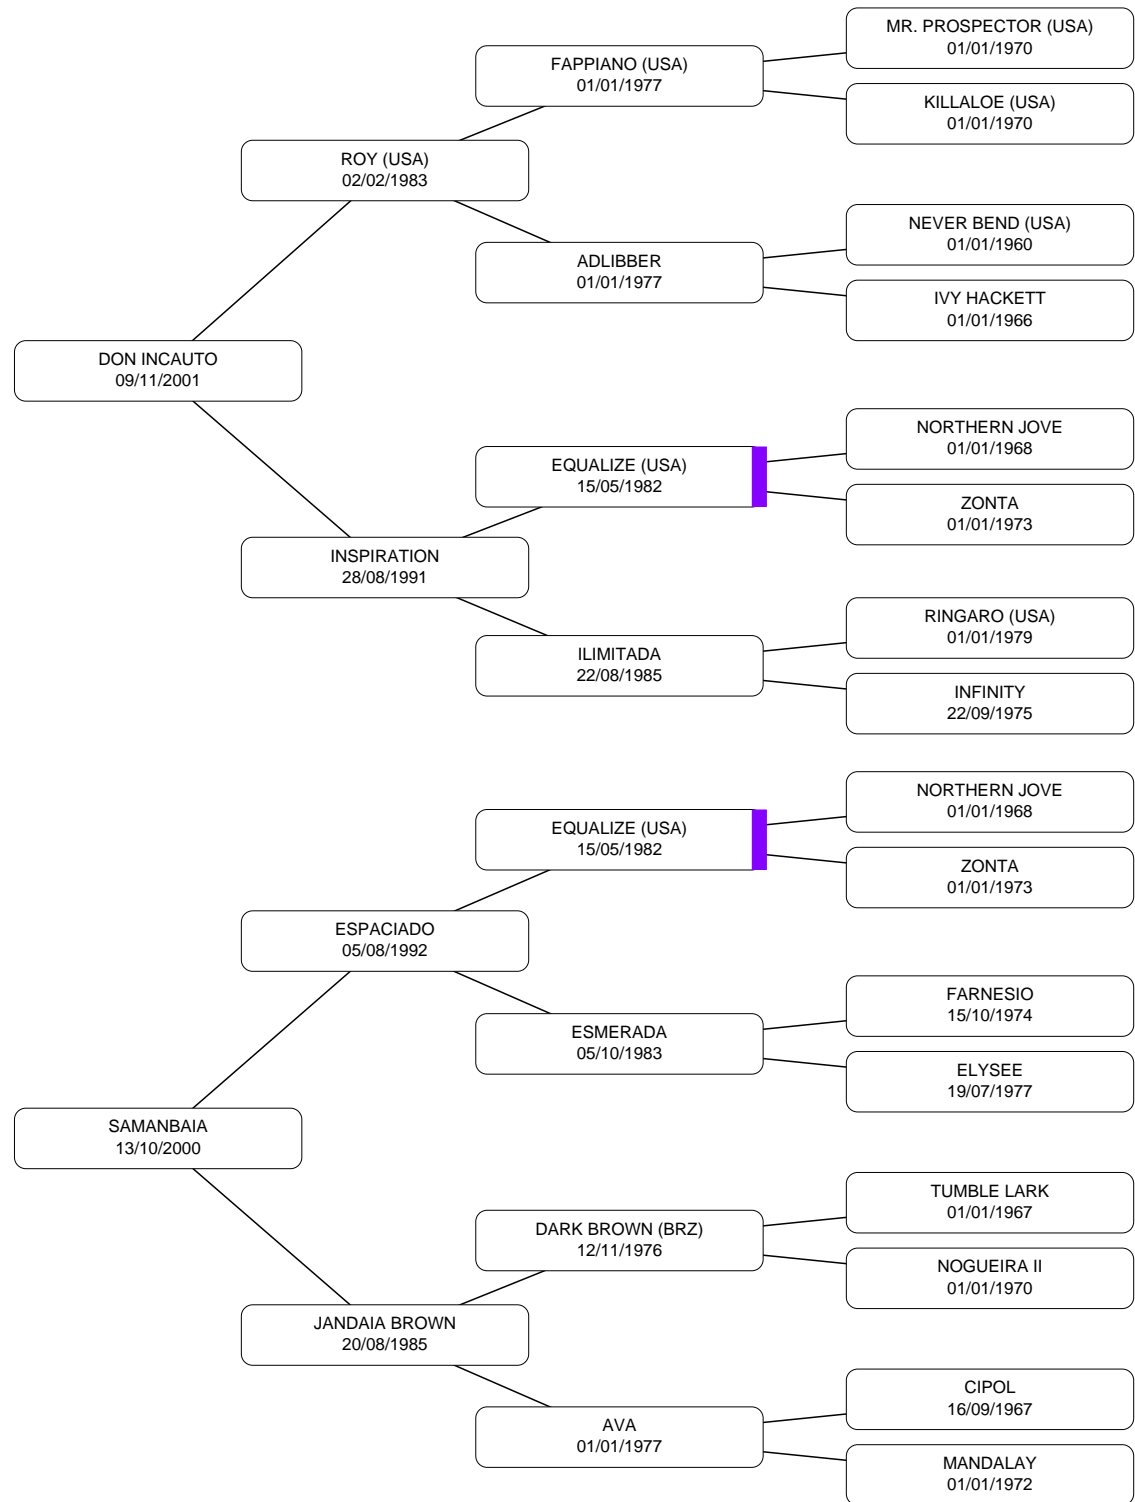 MR. PROSPECTOR (USA)
01/01/1970
FAPPIANO (USA)
01/01/1977
KILLALOE (USA)
01/01/1970
ROY (USA)
02/02/1983
NEVER BEND (USA)
01/01/1960
ADLIBBER
01/01/1977
IVY HACKETT
01/01/1966
DON INCAUTO
09/11/2001
NORTHERN JOVE
01/01/1968
EQUALIZE (USA)
15/05/1982
ZONTA
01/01/1973
INSPIRATION
28/08/1991
RINGARO (USA)
01/01/1979
ILIMITADA
22/08/1985
INFINITY
22/09/1975
NORTHERN JOVE
01/01/1968
EQUALIZE (USA)
15/05/1982
ZONTA
01/01/1973
ESPACIADO
05/08/1992
FARNESIO
15/10/1974
ESMERADA
05/10/1983
ELYSEE
19/07/1977
SAMANBAIA
13/10/2000
TUMBLE LARK
01/01/1967
DARK BROWN (BRZ)
12/11/1976
NOGUEIRA II
01/01/1970
JANDAIA BROWN
20/08/1985
CIPOL
16/09/1967
AVA
01/01/1977
MANDALAY
01/01/1972